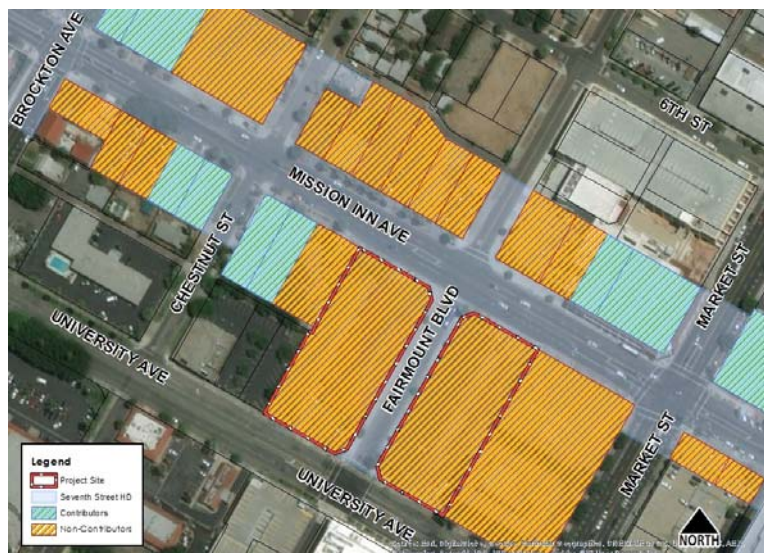 BROCKTON AVE
6TH ST
MISSION INN AVE
CHESTNUT ST
MARKET ST
FAIRMOUNT BLVD
UNIVERSITY AVE
MARKET ST
UNIVERSITY AVE
Legend
Project Site
Seventh Street HD
Contributors
Non-Contributors
NORTH